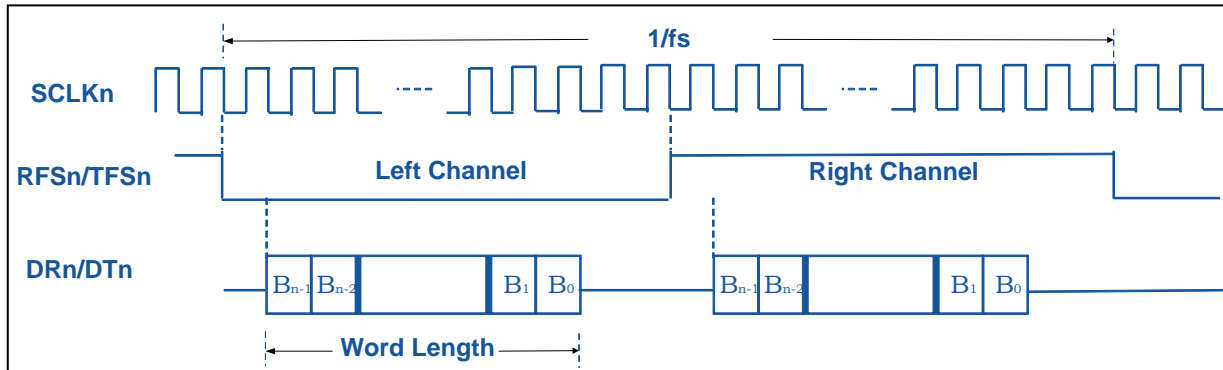 1/fs
SCLKn
RFSn/TFSn
Left Channel
Right Channel
DRn/DTn
Bn-1 Bn-2 B1 B0 Bn-1 Bn-2 B1 B0
Word Length